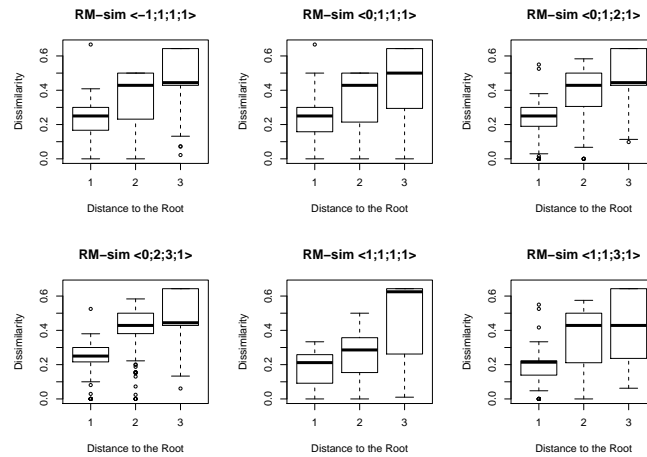 RM−sim <−1;1;1;1>
Dissimilarity
0.0 0.2 0.4 0.6
1 2 3
Distance to the Root
RM−sim <0;1;1;1>
Dissimilarity
0.0 0.2 0.4 0.6
1 2 3
Distance to the Root
RM−sim <0;1;2;1>
Dissimilarity
0.0 0.2 0.4 0.6
1 2 3
Distance to the Root
RM−sim <0;2;3;1>
Dissimilarity
0.0 0.2 0.4 0.6
1 2 3
Distance to the Root
RM−sim <1;1;1;1>
Dissimilarity
0.0 0.2 0.4 0.6
1 2 3
Distance to the Root
RM−sim <1;1;3;1>
Dissimilarity
0.0 0.2 0.4 0.6
1 2 3
Distance to the Root